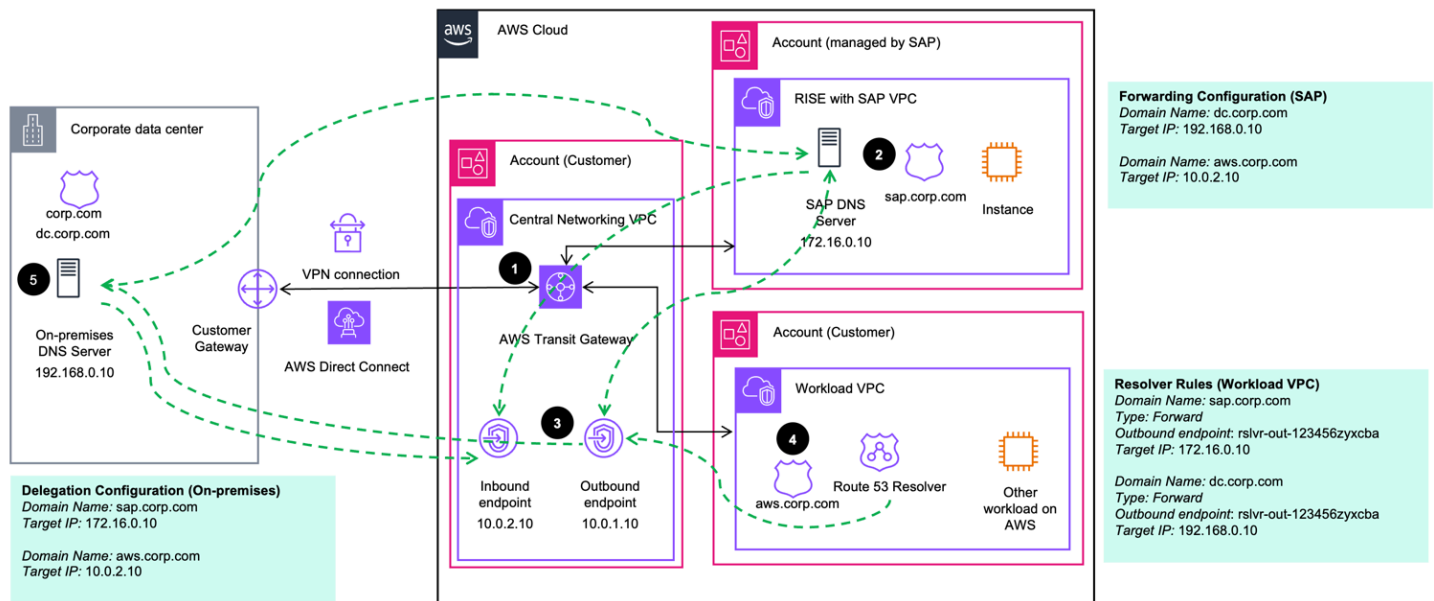 aws
AWS Cloud
Account (managed by SAP)
RISE with SAP VPC
2
SAP DNS
Server
172.16.0.10
sap.corp.com
Instance
Forwarding Configuration (SAP)
Domain Name: dc.corp.com
Target IP: 192.168.0.10
Domain Name: aws.corp.com
Target IP: 10.0.2.10
Corporate data center
corp.com
dc.corp.com
5
On-premises
DNS Server
192.168.0.10
Customer
Gateway
VPN connection
AWS Direct Connect
Account (Customer)
Central Networking VPC
1
AWS Transit Gateway
3
Inbound
endpoint
10.0.2.10
Outbound
endpoint
10.0.1.10
Account (Customer)
Workload VPC
4
aws.corp.com
Route 53 Resolver
Other
workload on
AWS
Resolver Rules (Workload VPC)
Domain Name: sap.corp.com
Type: Forward
Outbound endpoint: rslvr-out-123456zyxcba
Target IP: 172.16.0.10
Domain Name: dc.corp.com
Type: Forward
Outbound endpoint: rslvr-out-123456zyxcba
Target IP: 192.168.0.10
Delegation Configuration (On-premises)
Domain Name: sap.corp.com
Target IP: 172.16.0.10
Domain Name: aws.corp.com
Target IP: 10.0.2.10